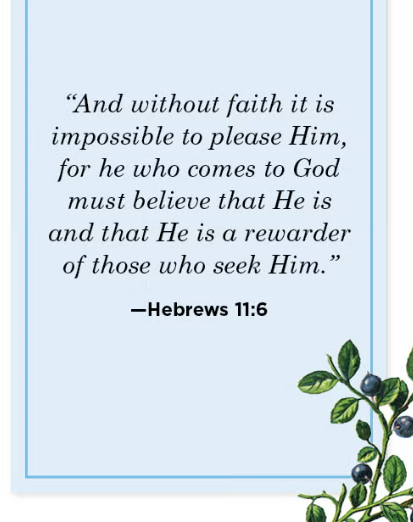 “And without faith it is
impossible to please Him,
for he who comes to God
must believe that He is
and that He is a rewarder
of those who seek Him.”
—Hebrews 11:6